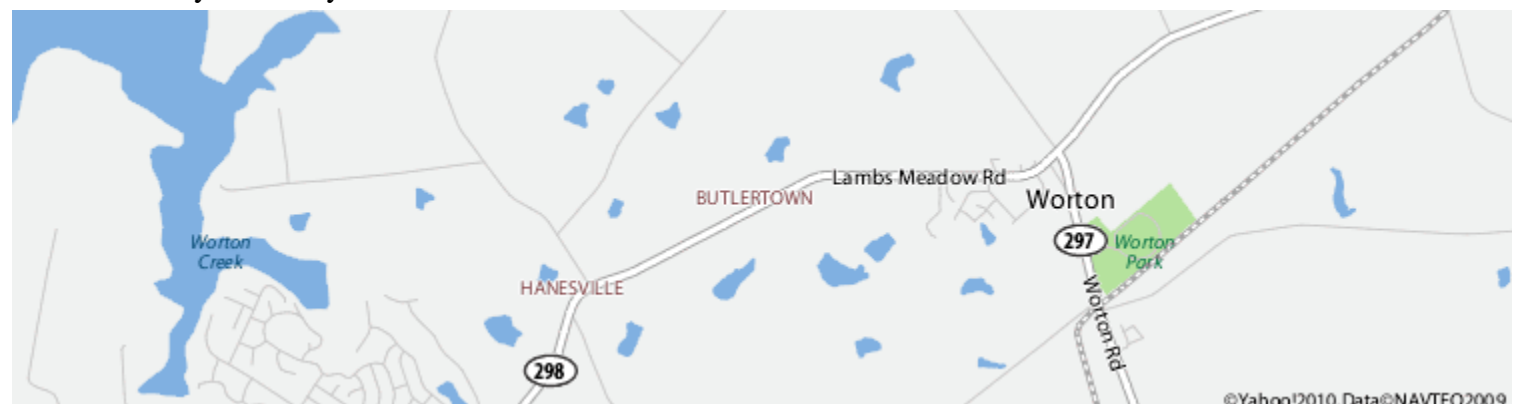 Lambs Meadow Rd
BUTLERTOWN
Worton
Worton
Creek
297
Worton
Park
HANESVILLE
Worton Rd
298
©Yahoo!2010 Data©NAVTEQ2009